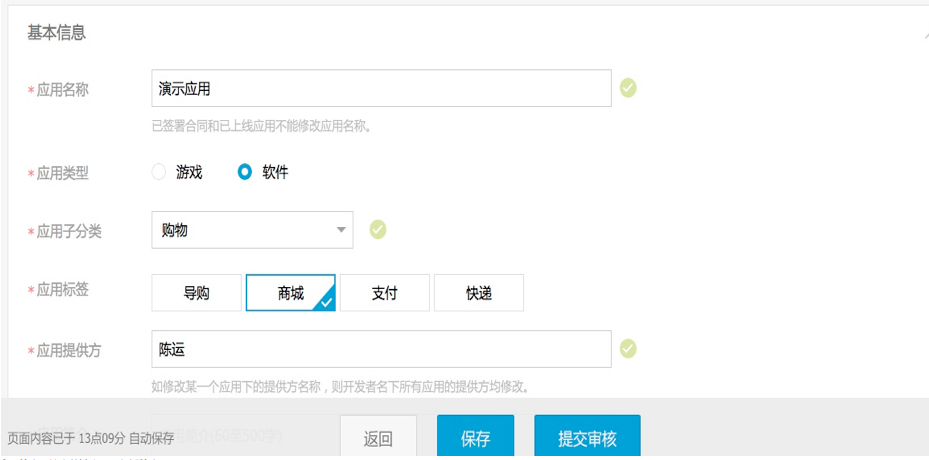 基本信息
*应用名称 演示应用
已签署合同和已上线应用不能修改应用名称。
*应用类型 游戏 软件
*应用子分类 购物
*应用标签 导购 商城 支付 快递
*应用提供方 陈运
如修改某一个应用下的提供方名称，则开发者名下所有应用的提供方均修改。
页面内容已于 13点09分 自动保存 返回 保存 提交审核